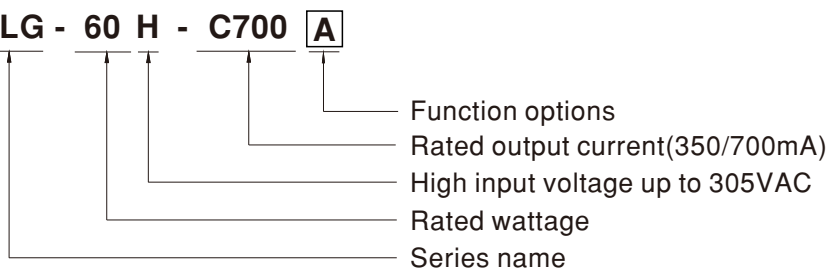 LG - 60 H - C700 A
Function options
Rated output current(350/700mA)
High input voltage up to 305VAC
Rated wattage
Series name